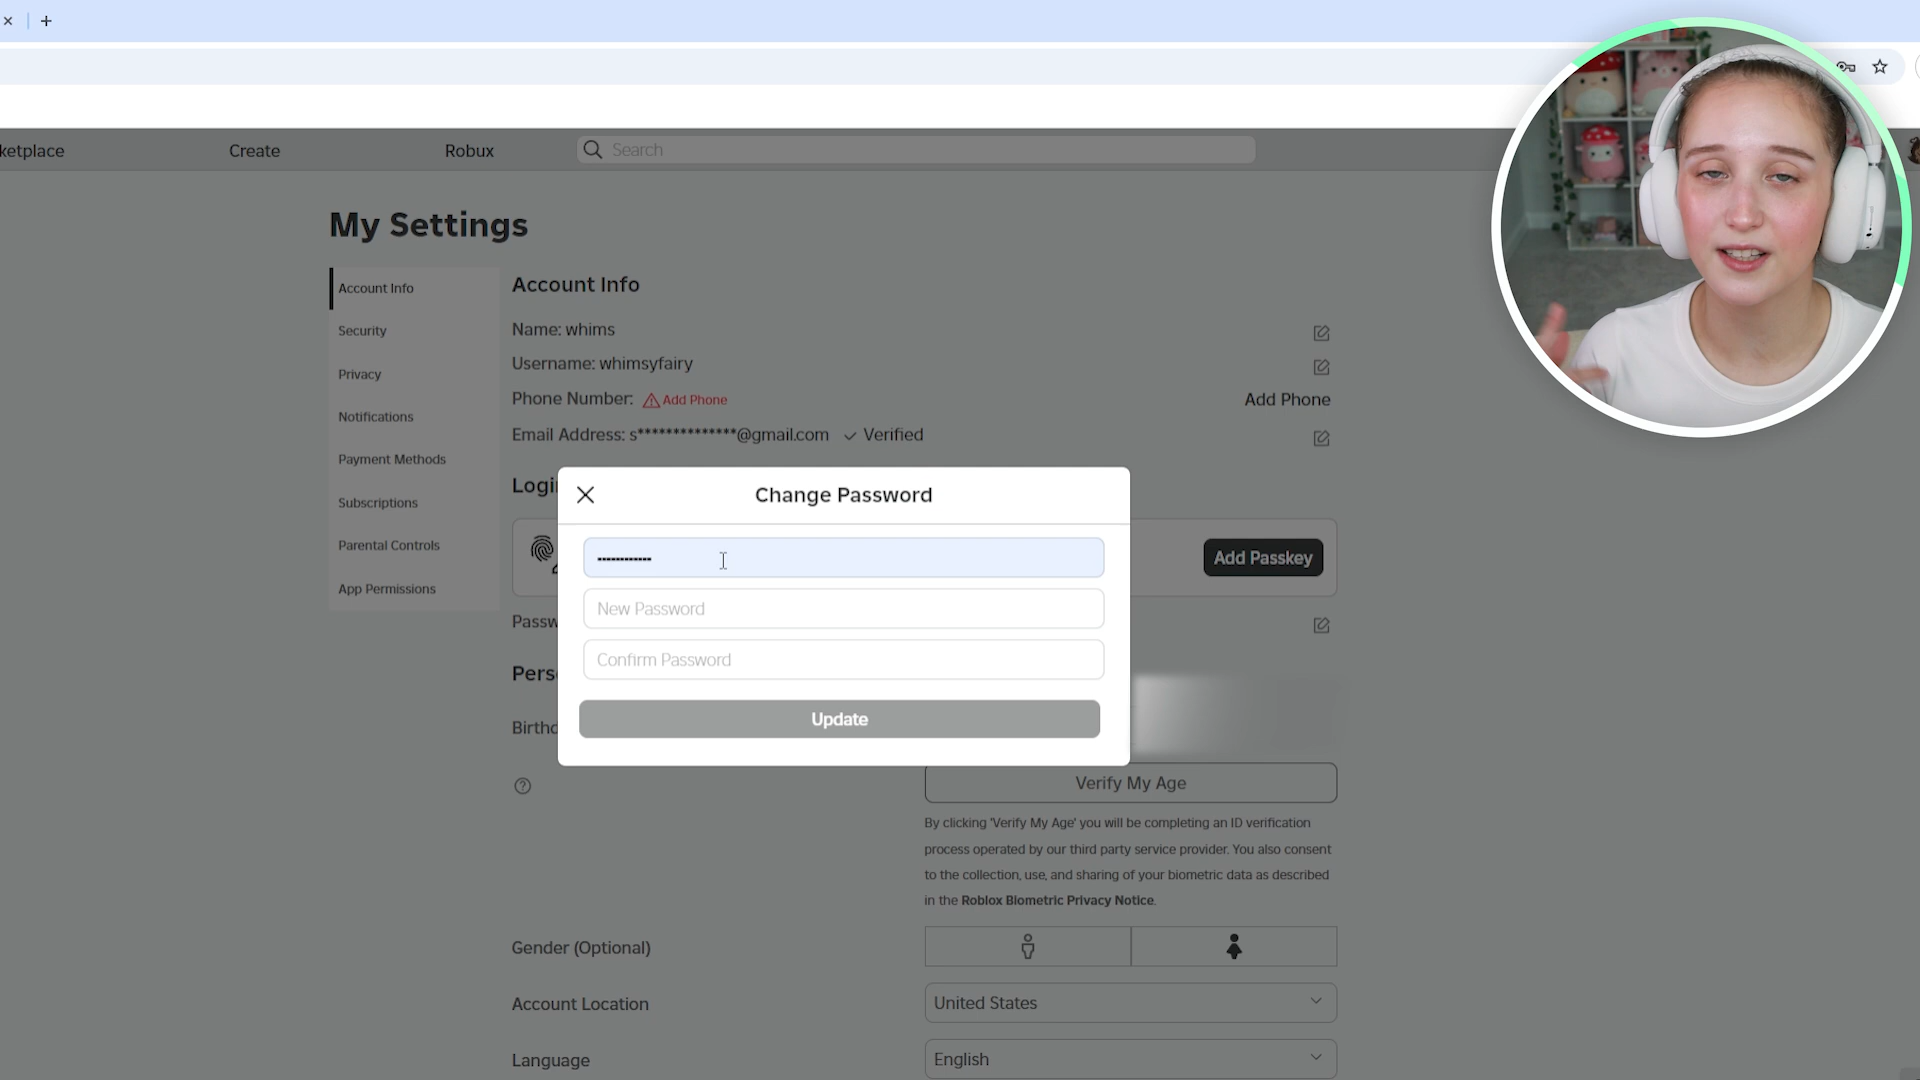 ketplace
Create
Robux
Search
My Settings
Account Info
Security
Privacy
Notifications
Payment Methods
Subscriptions
Parental Controls
App Permissions
Account Info
Name: whims
Username: whimsyfairy
Phone Number: Add Phone
Add Phone
Email Address: s**************@gmail.com Verified
Logi
Change Password
------------
New Password
Confirm Password
Update
Add Passkey
Passw
Pers
Birthd
Verify My Age
By clicking 'Verify My Age' you will be completing an ID verification
process operated by our third party service provider. You also consent
to the collection, use, and sharing of your biometric data as described
in the Roblox Biometric Privacy Notice.
Gender (Optional)
Account Location
United States
Language
English